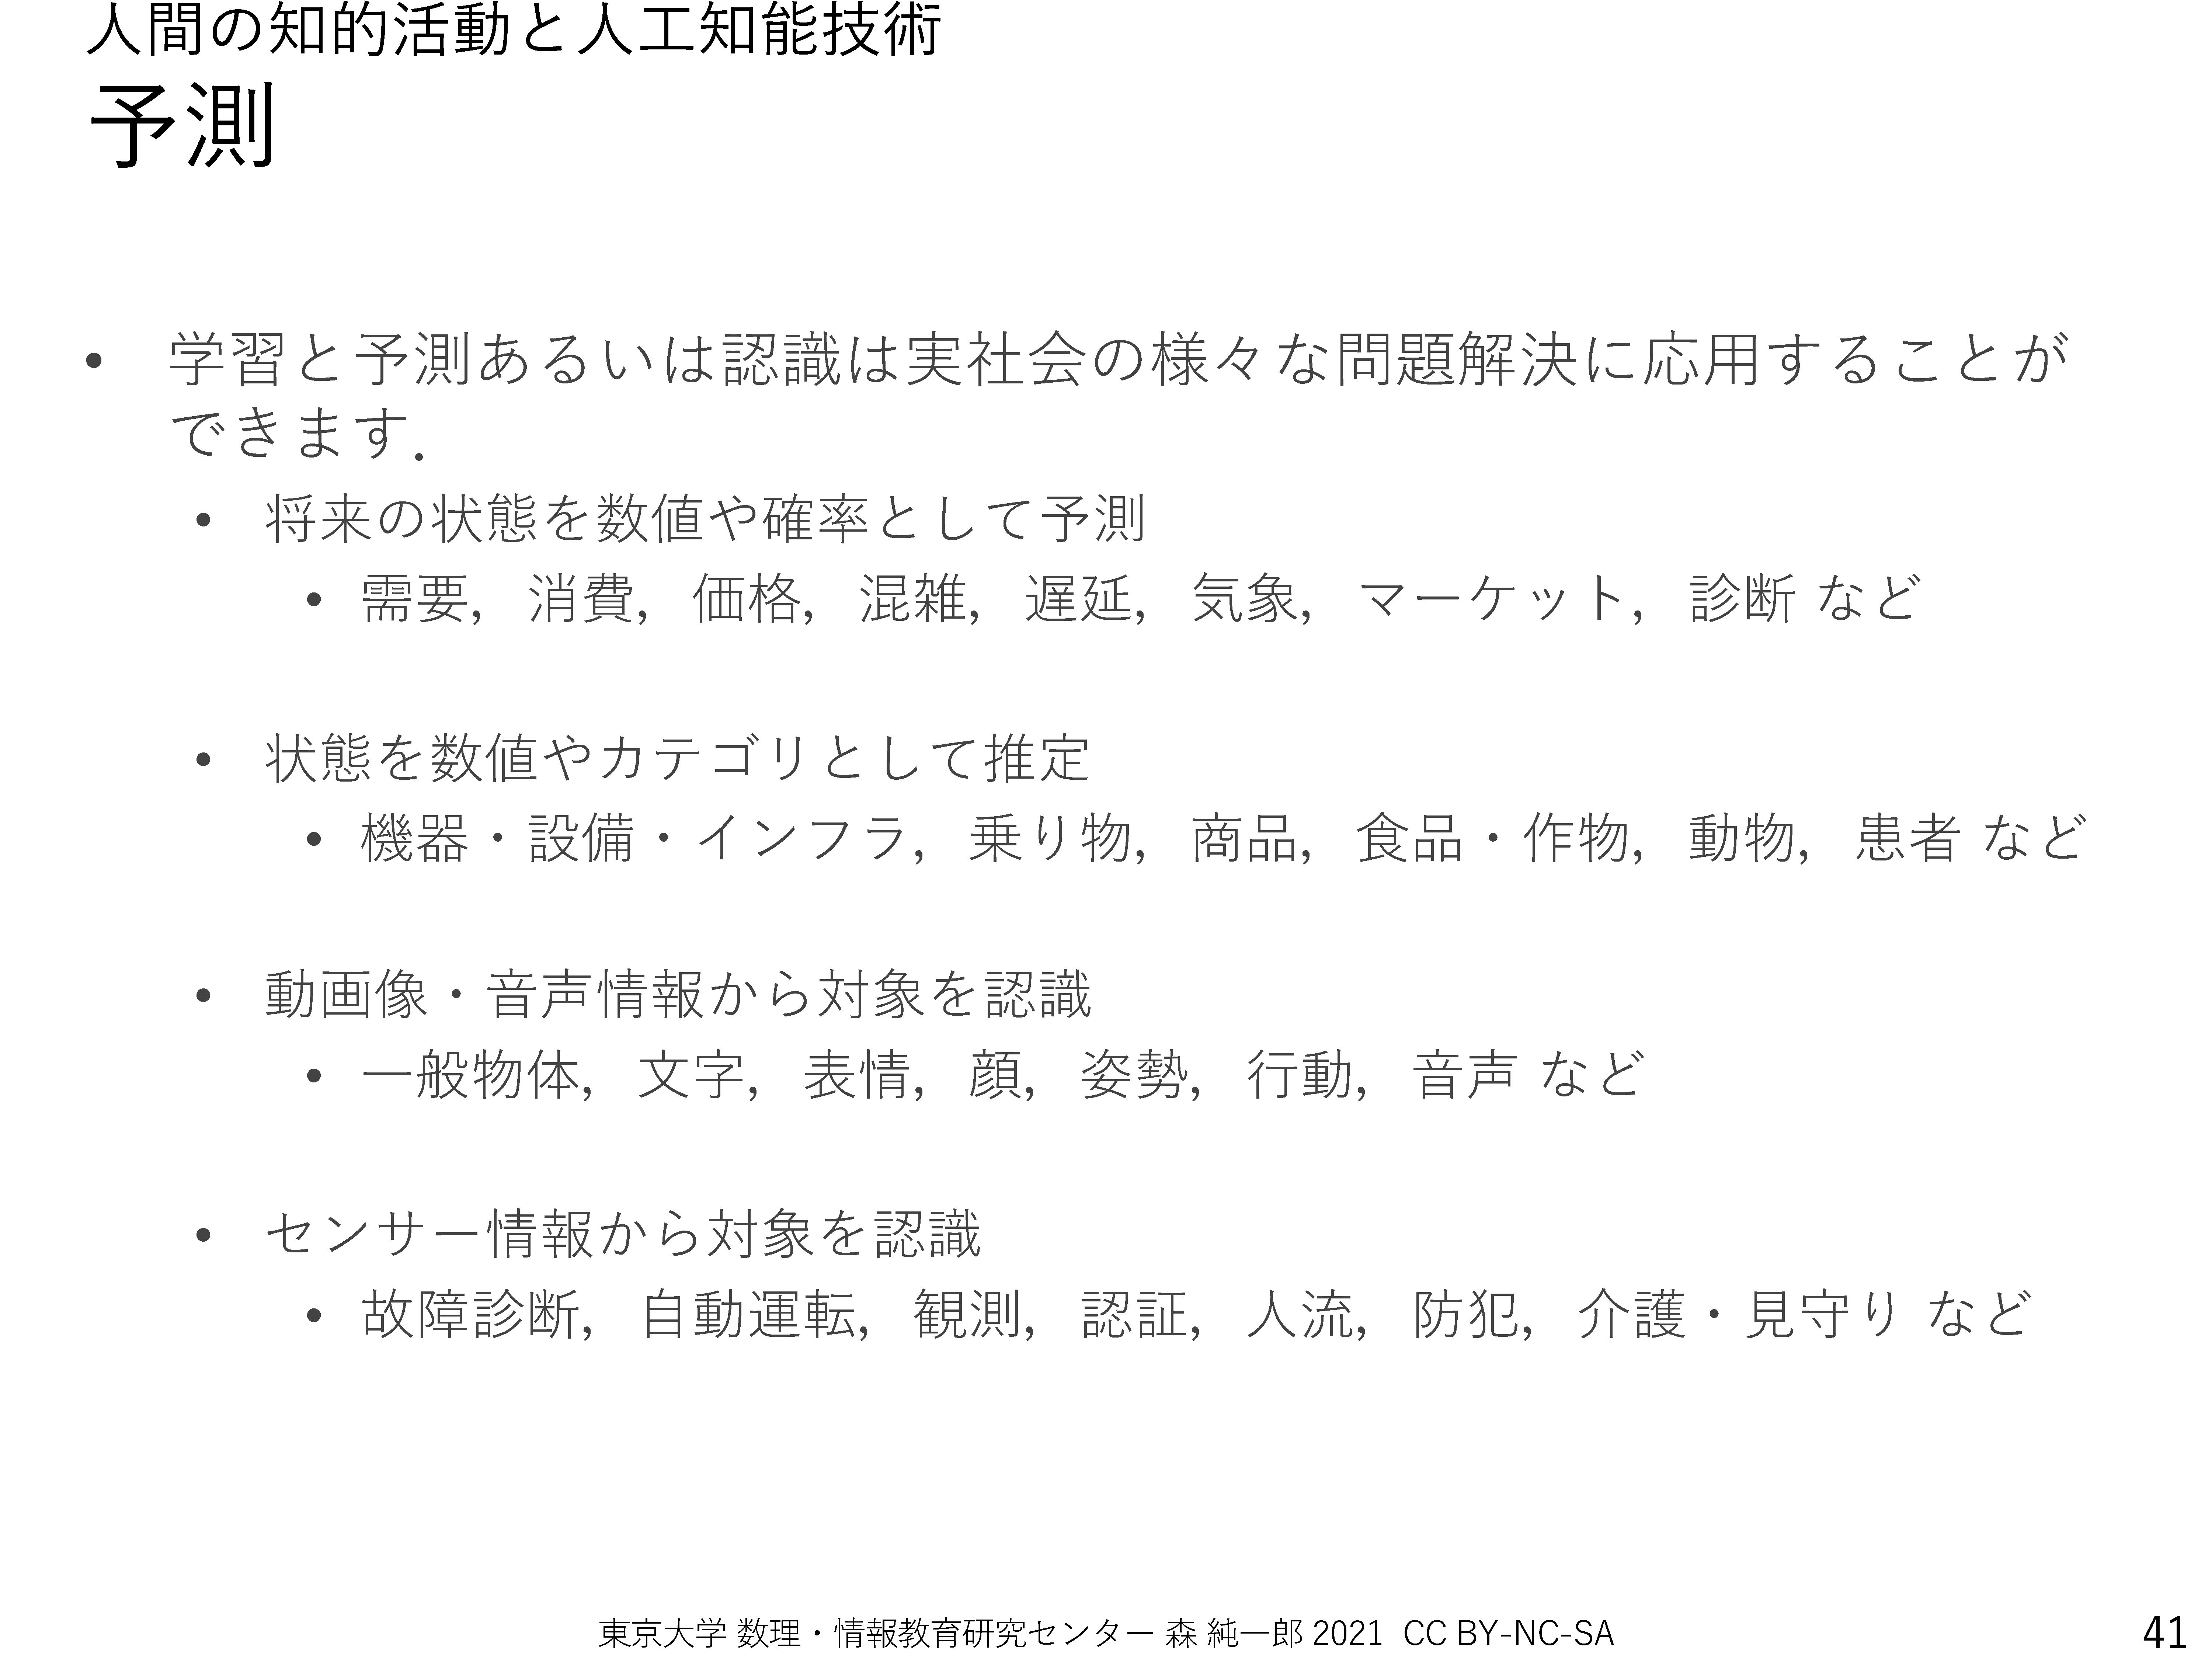 人間の知的活動と人工知能技術
予測
• 学習と予測あるいは認識は実社会の様々な問題解決に応用することが
できます．
• 将来の状態を数値や確率として予測
• 需要，消費，価格，混雑，遅延，気象，マーケット，診断 など
• 状態を数値やカテゴリとして推定
• 機器・設備・インフラ，乗り物，商品，食品・作物，動物，患者 など
• 動画像・音声情報から対象を認識
• 一般物体，文字，表情，顔，姿勢，行動，音声 など
• センサー情報から対象を認識
• 故障診断，自動運転，観測，認証，人流，防犯，介護・見守り など
東京大学 数理・情報教育研究センター 森 純一郎 2021 CC BY-NC-SA
41